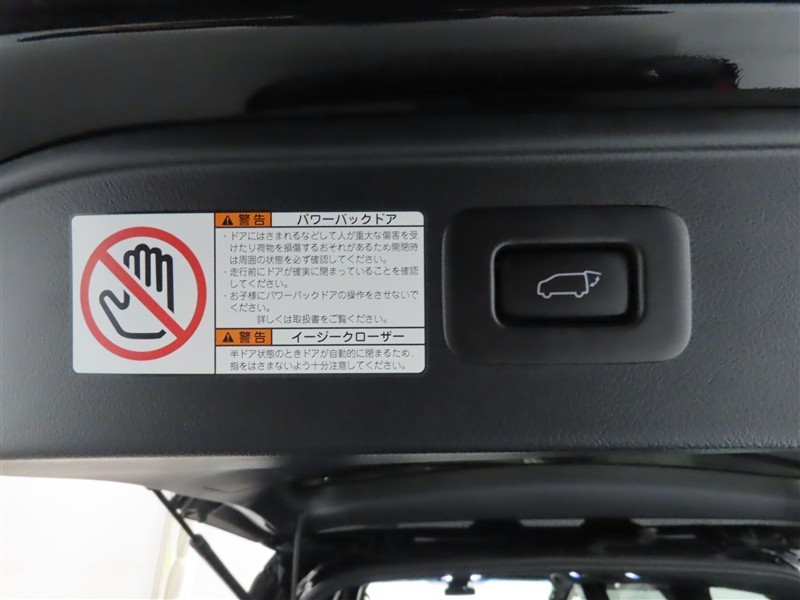 警告 パワーバックドア
・ドアにはさまれるなどして人が重大な傷害を受
けたり荷物を損傷するおそれがあるため開閉時
は周囲の状態を必ず確認してください。
・走行前にドアが確実に閉まっていることを確認
してください。
・お子様にパワーバックドアの操作をさせないで
ください。
詳しくは取扱書をご覧ください。
警告 イージークローザー
半ドア状態のときドアが自動的に閉まるため、
指をはさまないよう十分注意してください。